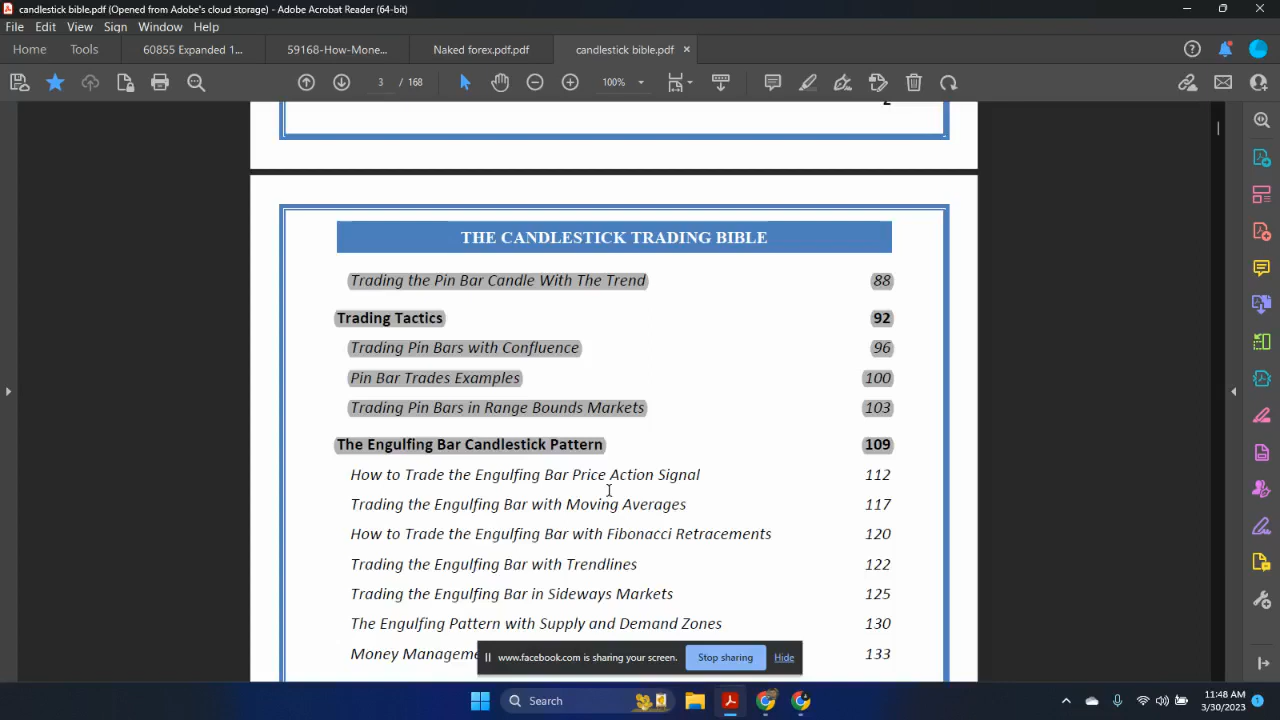 candlestick bible.pdf (Opened from Adobe's cloud storage) - Adobe Acrobat Reader (64-bit)
File Edit View Sign Window Help
Home Tools 60855 Expanded 1... 59168-How-Mone... Naked forex.pdf.pdf candlestick bible.pdf ×
3 / 168 100%
2
THE CANDLESTICK TRADING BIBLE
Trading the Pin Bar Candle With The Trend 88
Trading Tactics 92
Trading Pin Bars with Confluence 96
Pin Bar Trades Examples 100
Trading Pin Bars in Range Bounds Markets 103
The Engulfing Bar Candlestick Pattern 109
How to Trade the Engulfing Bar Price Action Signal 112
Trading the Engulfing Bar with Moving Averages 117
How to Trade the Engulfing Bar with Fibonacci Retracements 120
Trading the Engulfing Bar with Trendlines 122
Trading the Engulfing Bar in Sideways Markets 125
The Engulfing Pattern with Supply and Demand Zones 130
Money Manageme 133
www.facebook.com is sharing your screen. Stop sharing Hide
Search
11:48 AM
3/30/2023